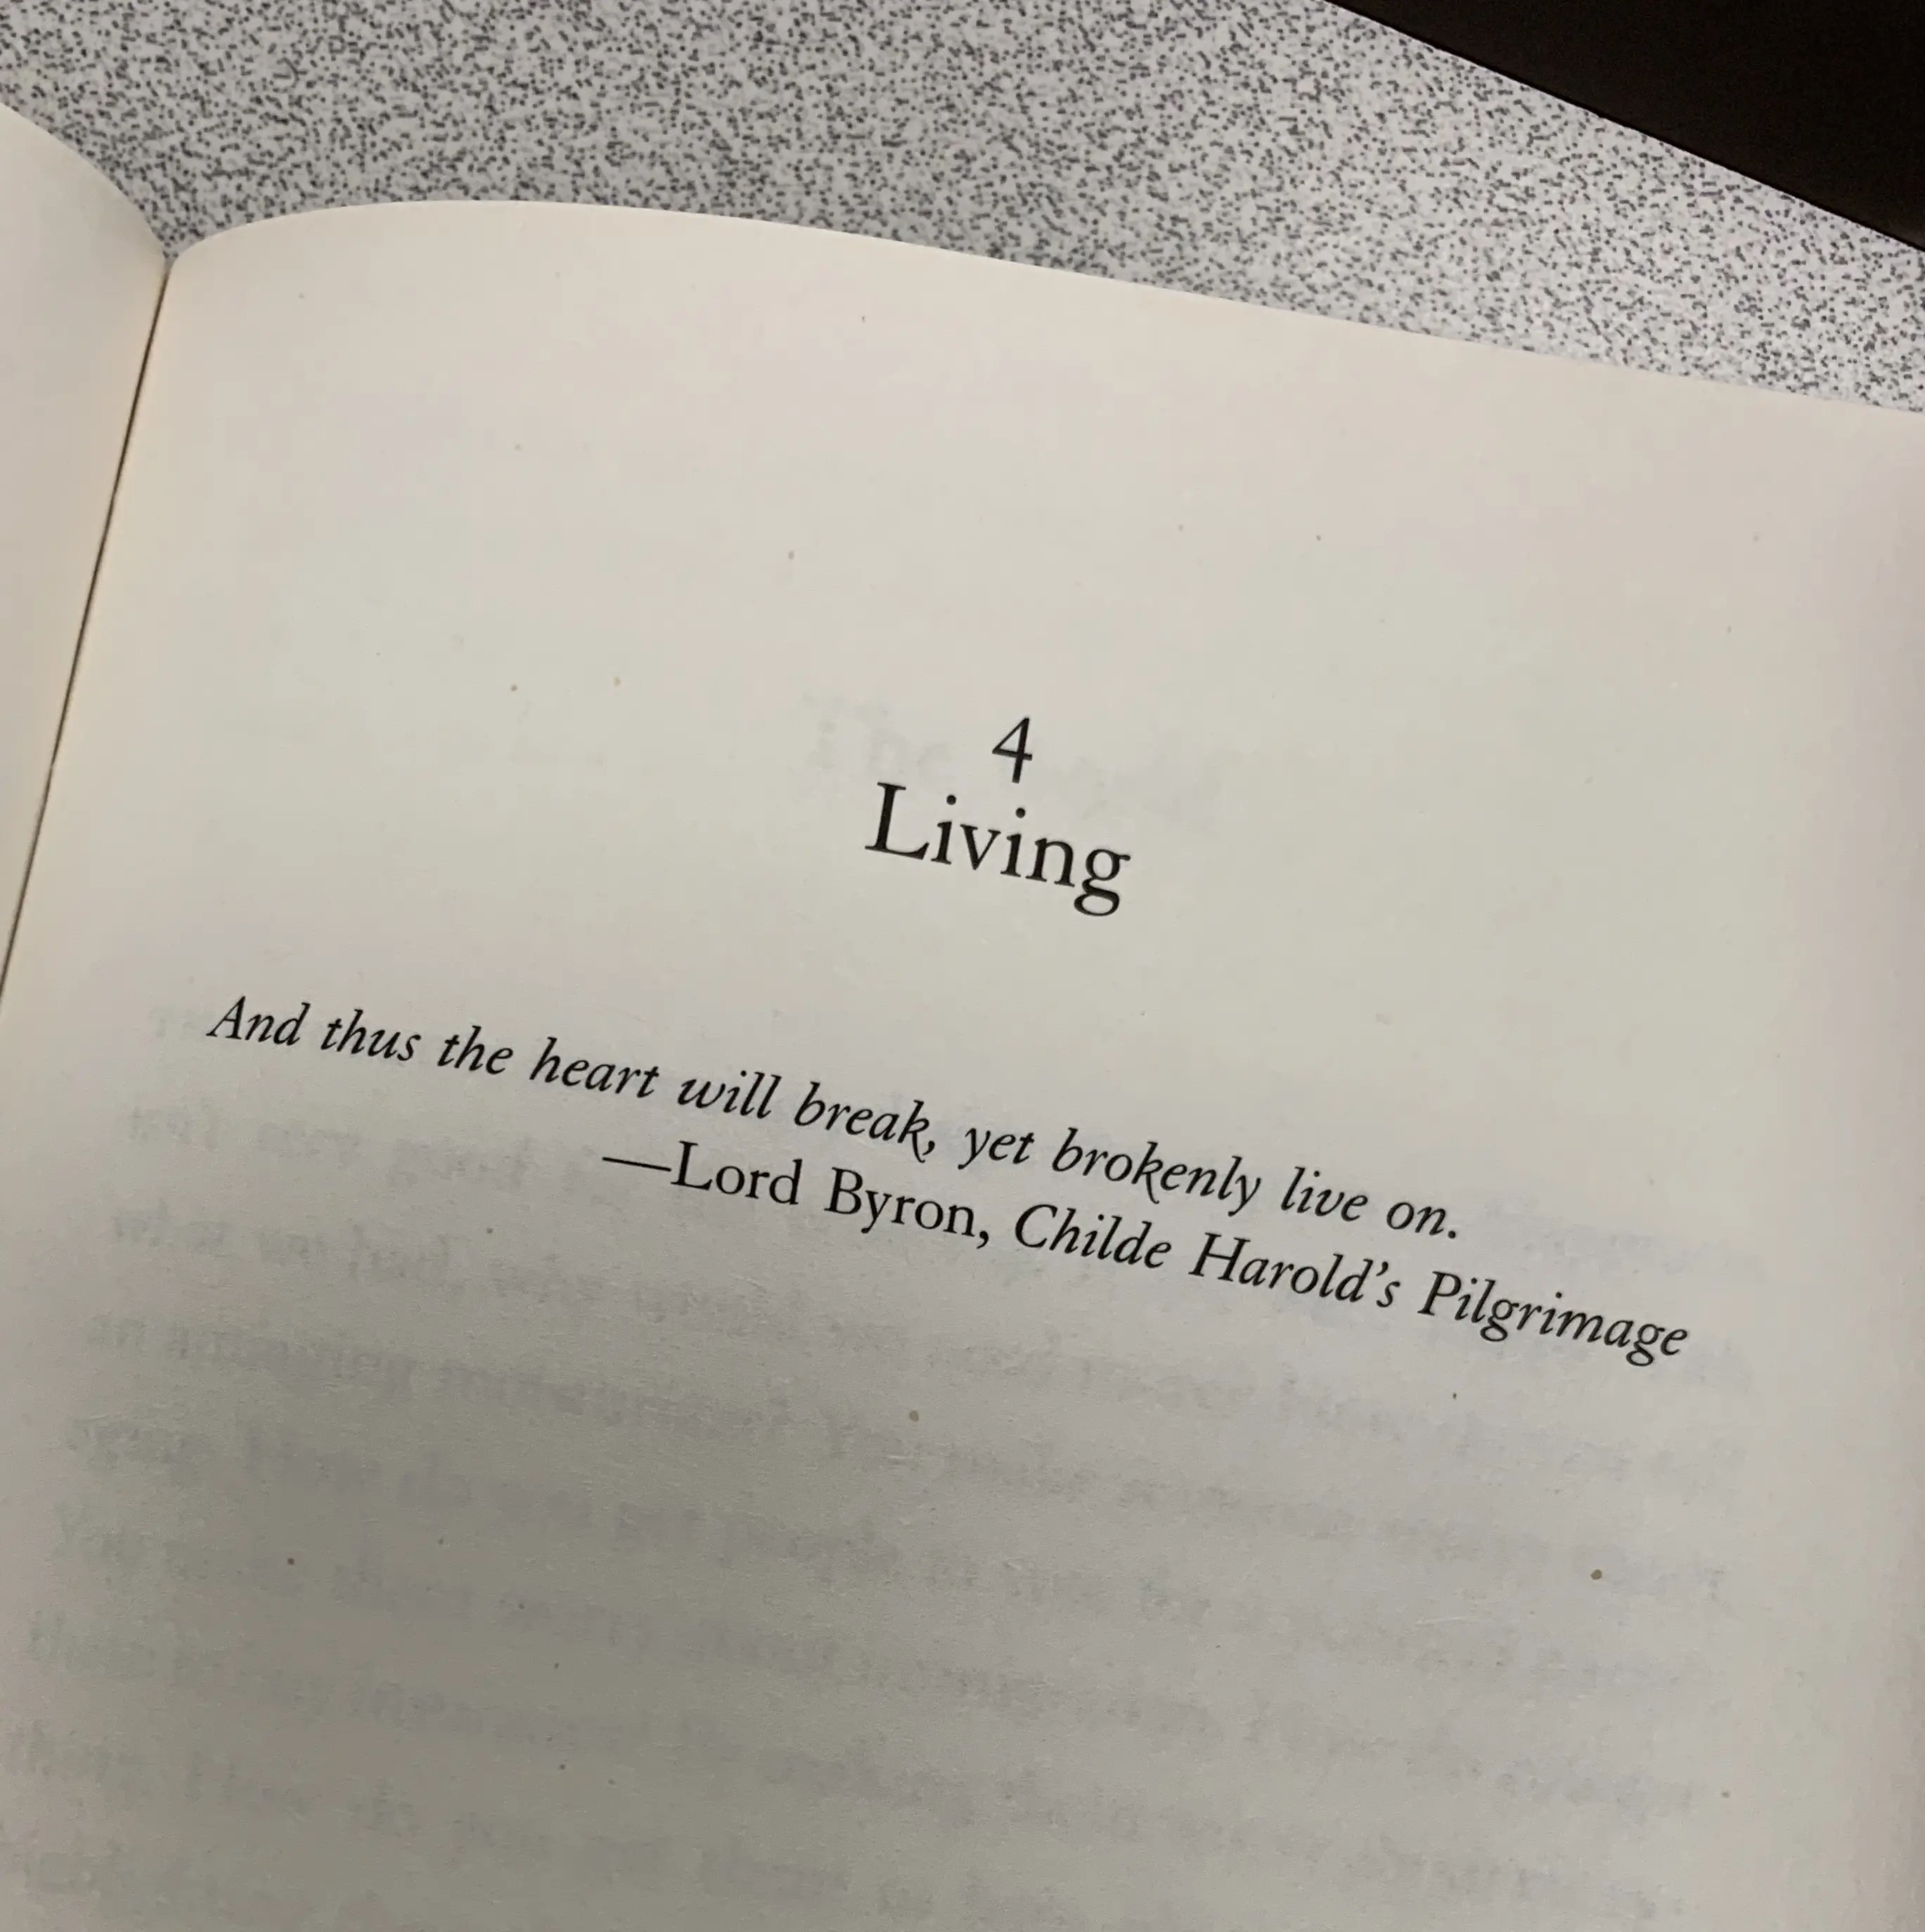 4
Living
And thus the heart will break, yet brokenly live on.
—Lord Byron, Childe Harold’s Pilgrimage